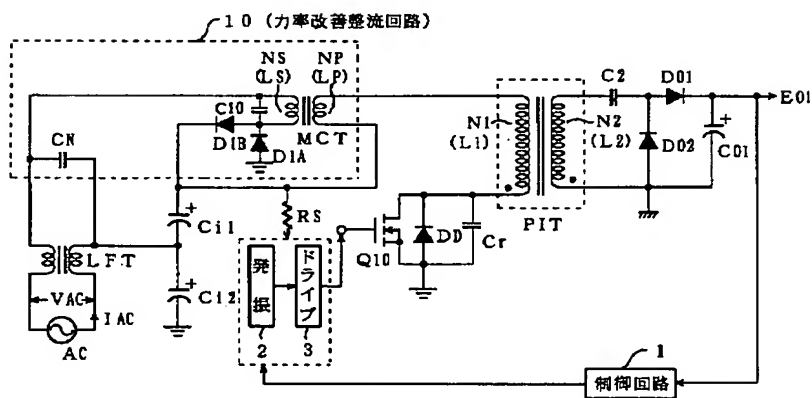 10 (力率改善整流回路)
NS
(LS)
NP
(LP)
C10
MCT
D1B
D1A
CN
Ci1
RS
LFT
VAC
IAC
AC
Ci2
発振
2
ドライブ
3
Q10
DD
Cr
N1
(L1)
N2
(L2)
PIT
C2
D01
E01
D02
C01
1
制御回路